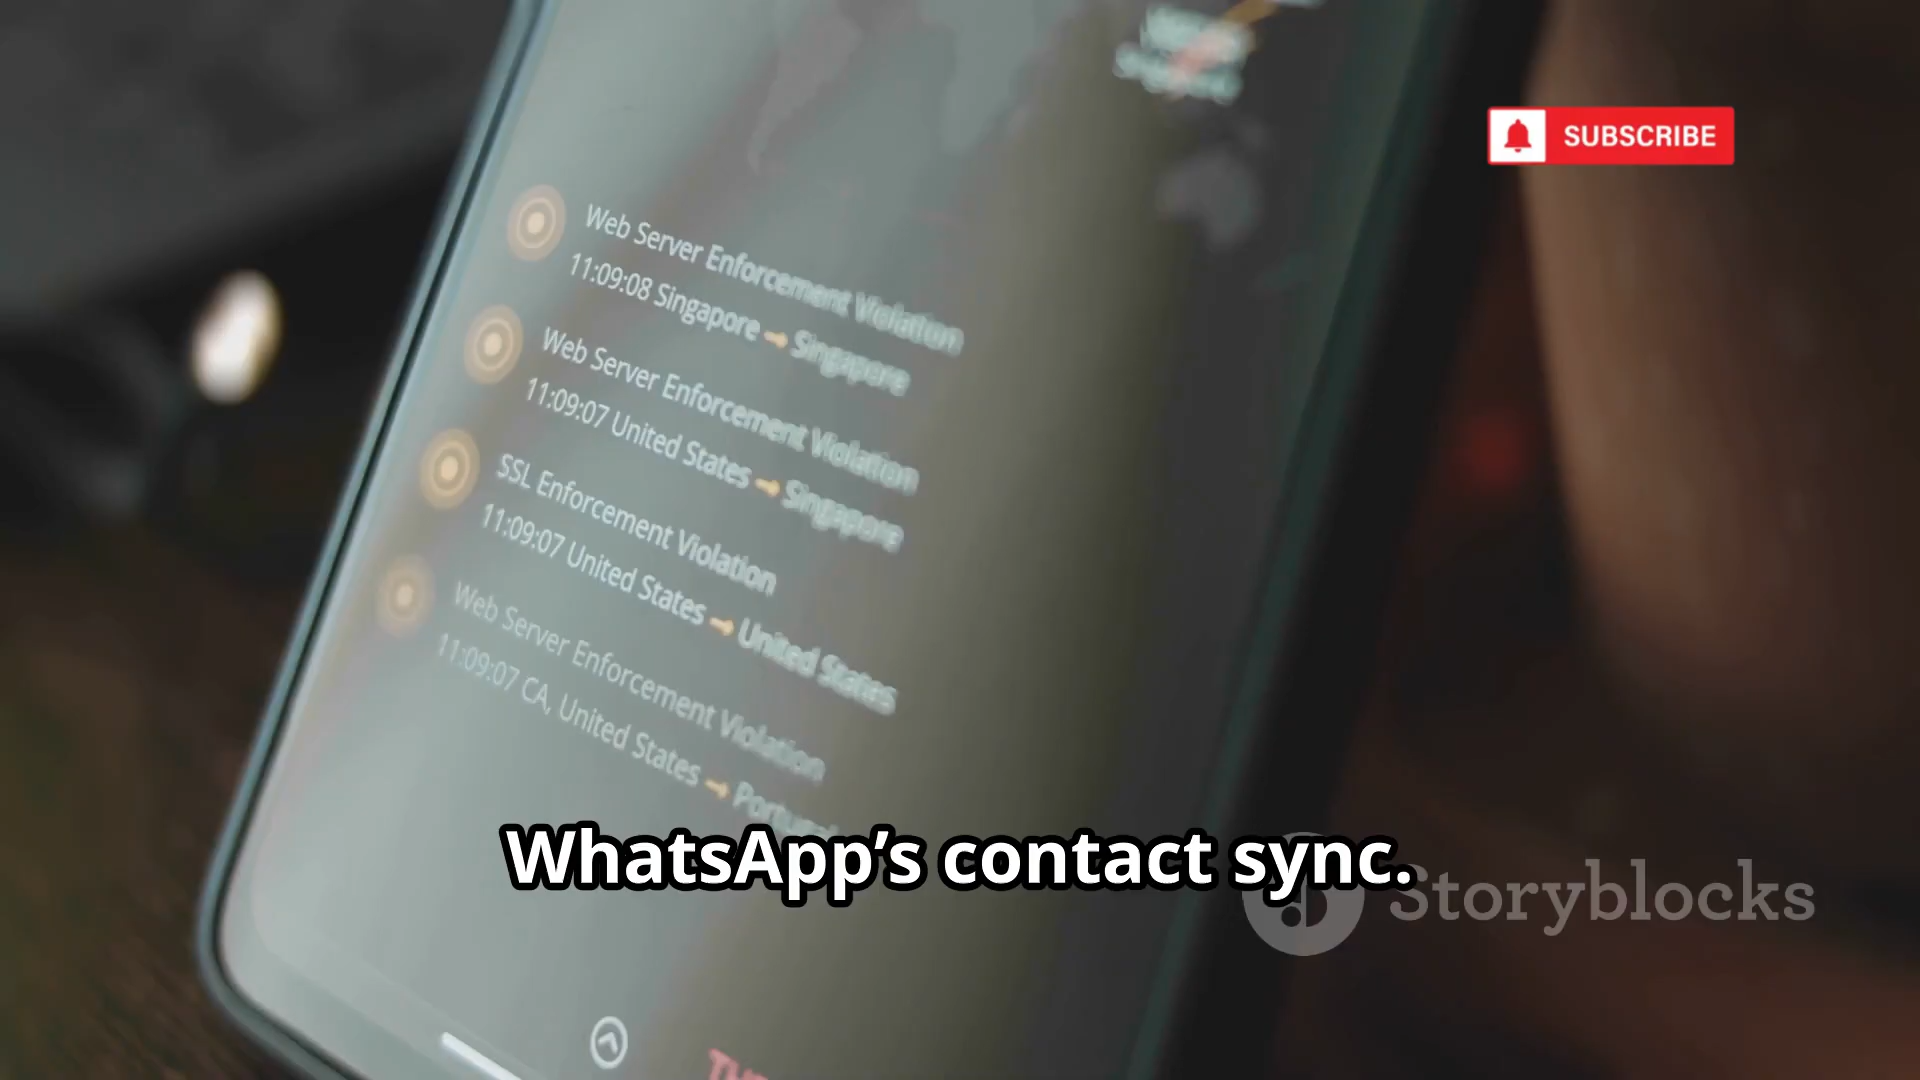 SUBSCRIBE
Web Server Enforcement Violation
11:09:08 Singapore → Singapore
Web Server Enforcement Violation
11:09:07 United States → Singapore
SSL Enforcement Violation
11:09:07 United States → United States
Web Server Enforcement Violation
11:09:07 CA, United States → Portugal
WhatsApp’s contact sync.
Storyblocks